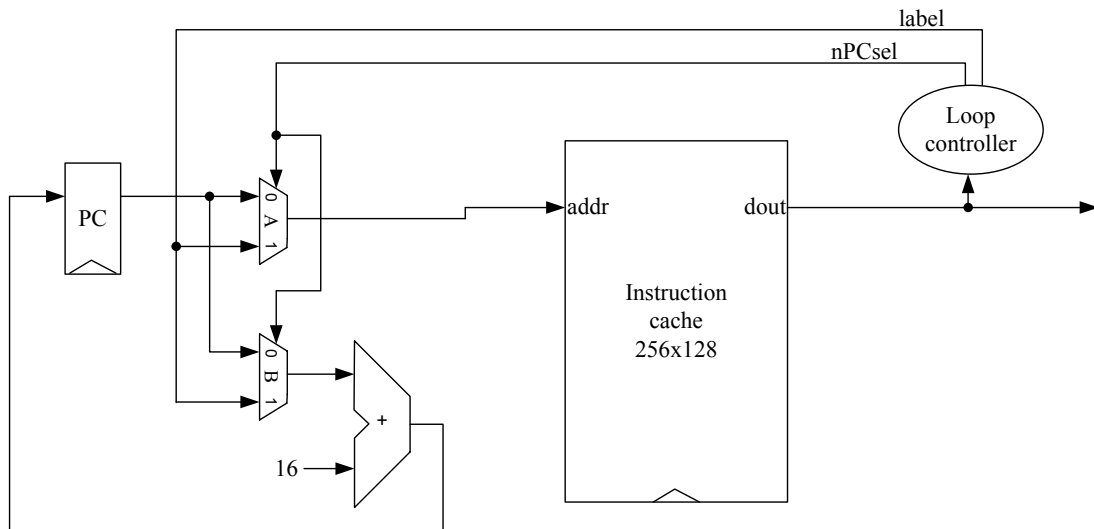 label
nPCsel
Loop
controller
PC
0 A 1
addr
dout
Instruction
cache
256x128
0 B 1
+
16